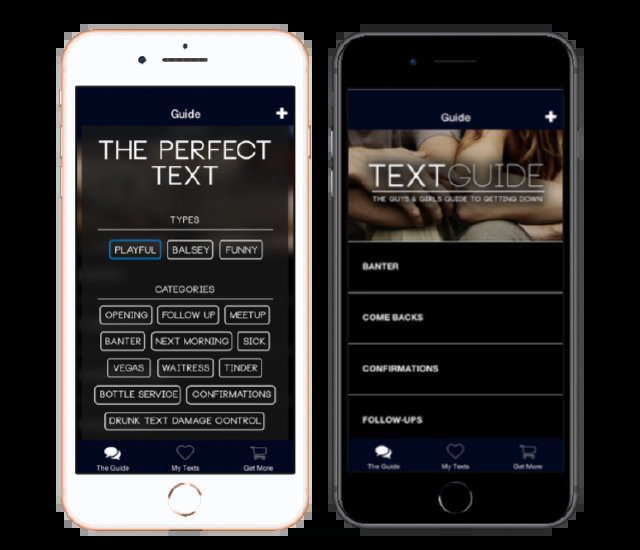 Guide
THE PERFECT
TEXT
TYPES
PLAYFUL BALSEY FUNNY
CATEGORIES
OPENING FOLLOW UP MEETUP
BANTER NEXT MORNING SICK
VEGAS WAITRESS TINDER
BOTTLE SERVICE CONFIRMATIONS
DRUNK TEXT DAMAGE CONTROL
The Guide My Texts Get More
Guide
TEXTGUIDE
THE GUYS & GIRLS GUIDE TO GETTING DOWN
BANTER
COME BACKS
CONFIRMATIONS
FOLLOW-UPS
The Guide My Texts Get More